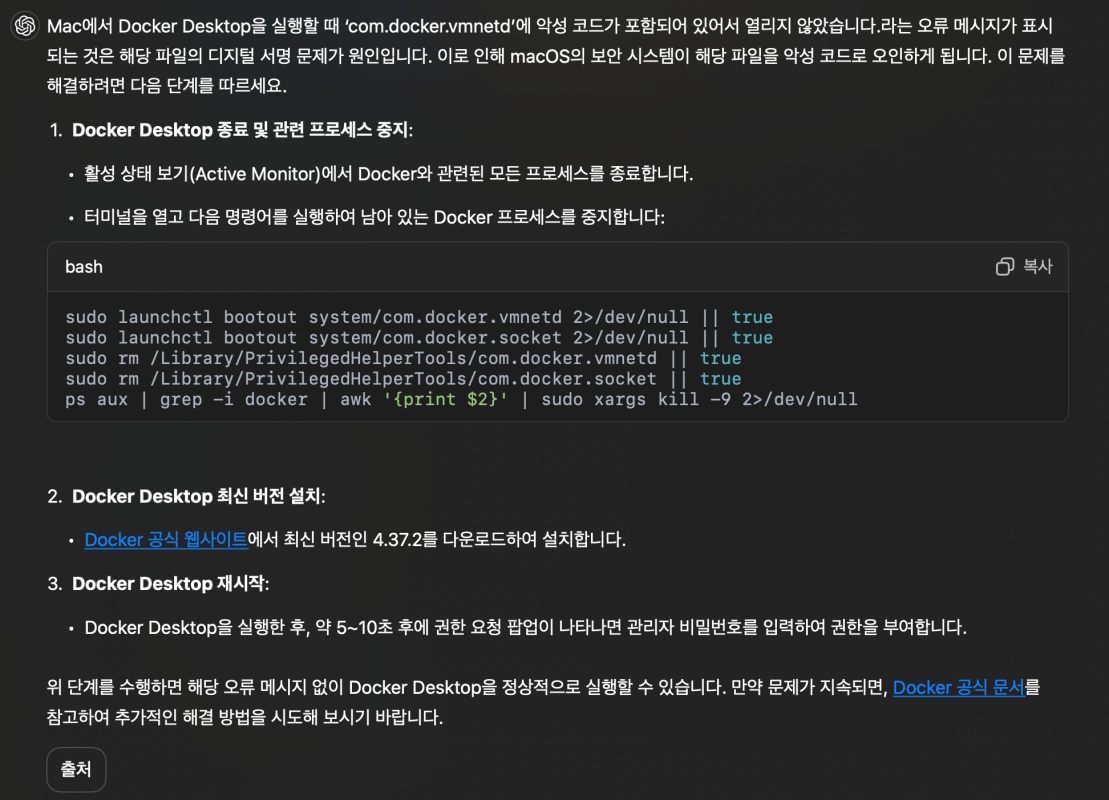 Mac에서 Docker Desktop을 실행할 때 ‘com.docker.vmnetd’에 악성 코드가 포함되어 있어서 열리지 않았습니다.라는 오류 메시지가 표시
되는 것은 해당 파일의 디지털 서명 문제가 원인입니다. 이로 인해 macOS의 보안 시스템이 해당 파일을 악성 코드로 오인하게 됩니다. 이 문제를
해결하려면 다음 단계를 따르세요.
1. Docker Desktop 종료 및 관련 프로세스 중지:
• 활성 상태 보기(Active Monitor)에서 Docker와 관련된 모든 프로세스를 종료합니다.
• 터미널을 열고 다음 명령어를 실행하여 남아 있는 Docker 프로세스를 중지합니다:
bash 복사
sudo launchctl bootout system/com.docker.vmnetd 2>/dev/null || true
sudo launchctl bootout system/com.docker.socket 2>/dev/null || true
sudo rm /Library/PrivilegedHelperTools/com.docker.vmnetd || true
sudo rm /Library/PrivilegedHelperTools/com.docker.socket || true
ps aux | grep -i docker | awk '{print $2}' | sudo xargs kill -9 2>/dev/null
2. Docker Desktop 최신 버전 설치:
• Docker 공식 웹사이트에서 최신 버전인 4.37.2를 다운로드하여 설치합니다.
3. Docker Desktop 재시작:
• Docker Desktop을 실행한 후, 약 5~10초 후에 권한 요청 팝업이 나타나면 관리자 비밀번호를 입력하여 권한을 부여합니다.
위 단계를 수행하면 해당 오류 메시지 없이 Docker Desktop을 정상적으로 실행할 수 있습니다. 만약 문제가 지속되면, Docker 공식 문서를
참고하여 추가적인 해결 방법을 시도해 보시기 바랍니다.
출처